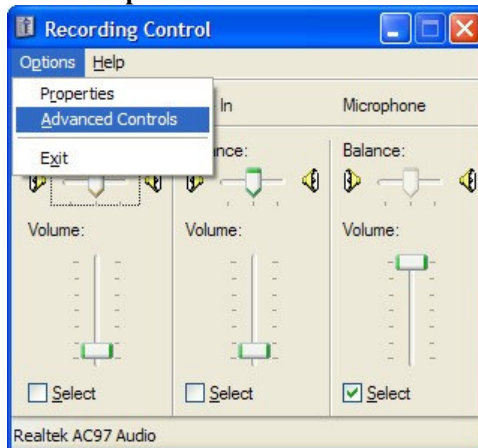 Recording Control
Options Help
Properties
Advanced Controls
Exit
In
Microphone
Balance:
Volume:
Volume:
Volume:
Select
Select
Select
Realtek AC97 Audio